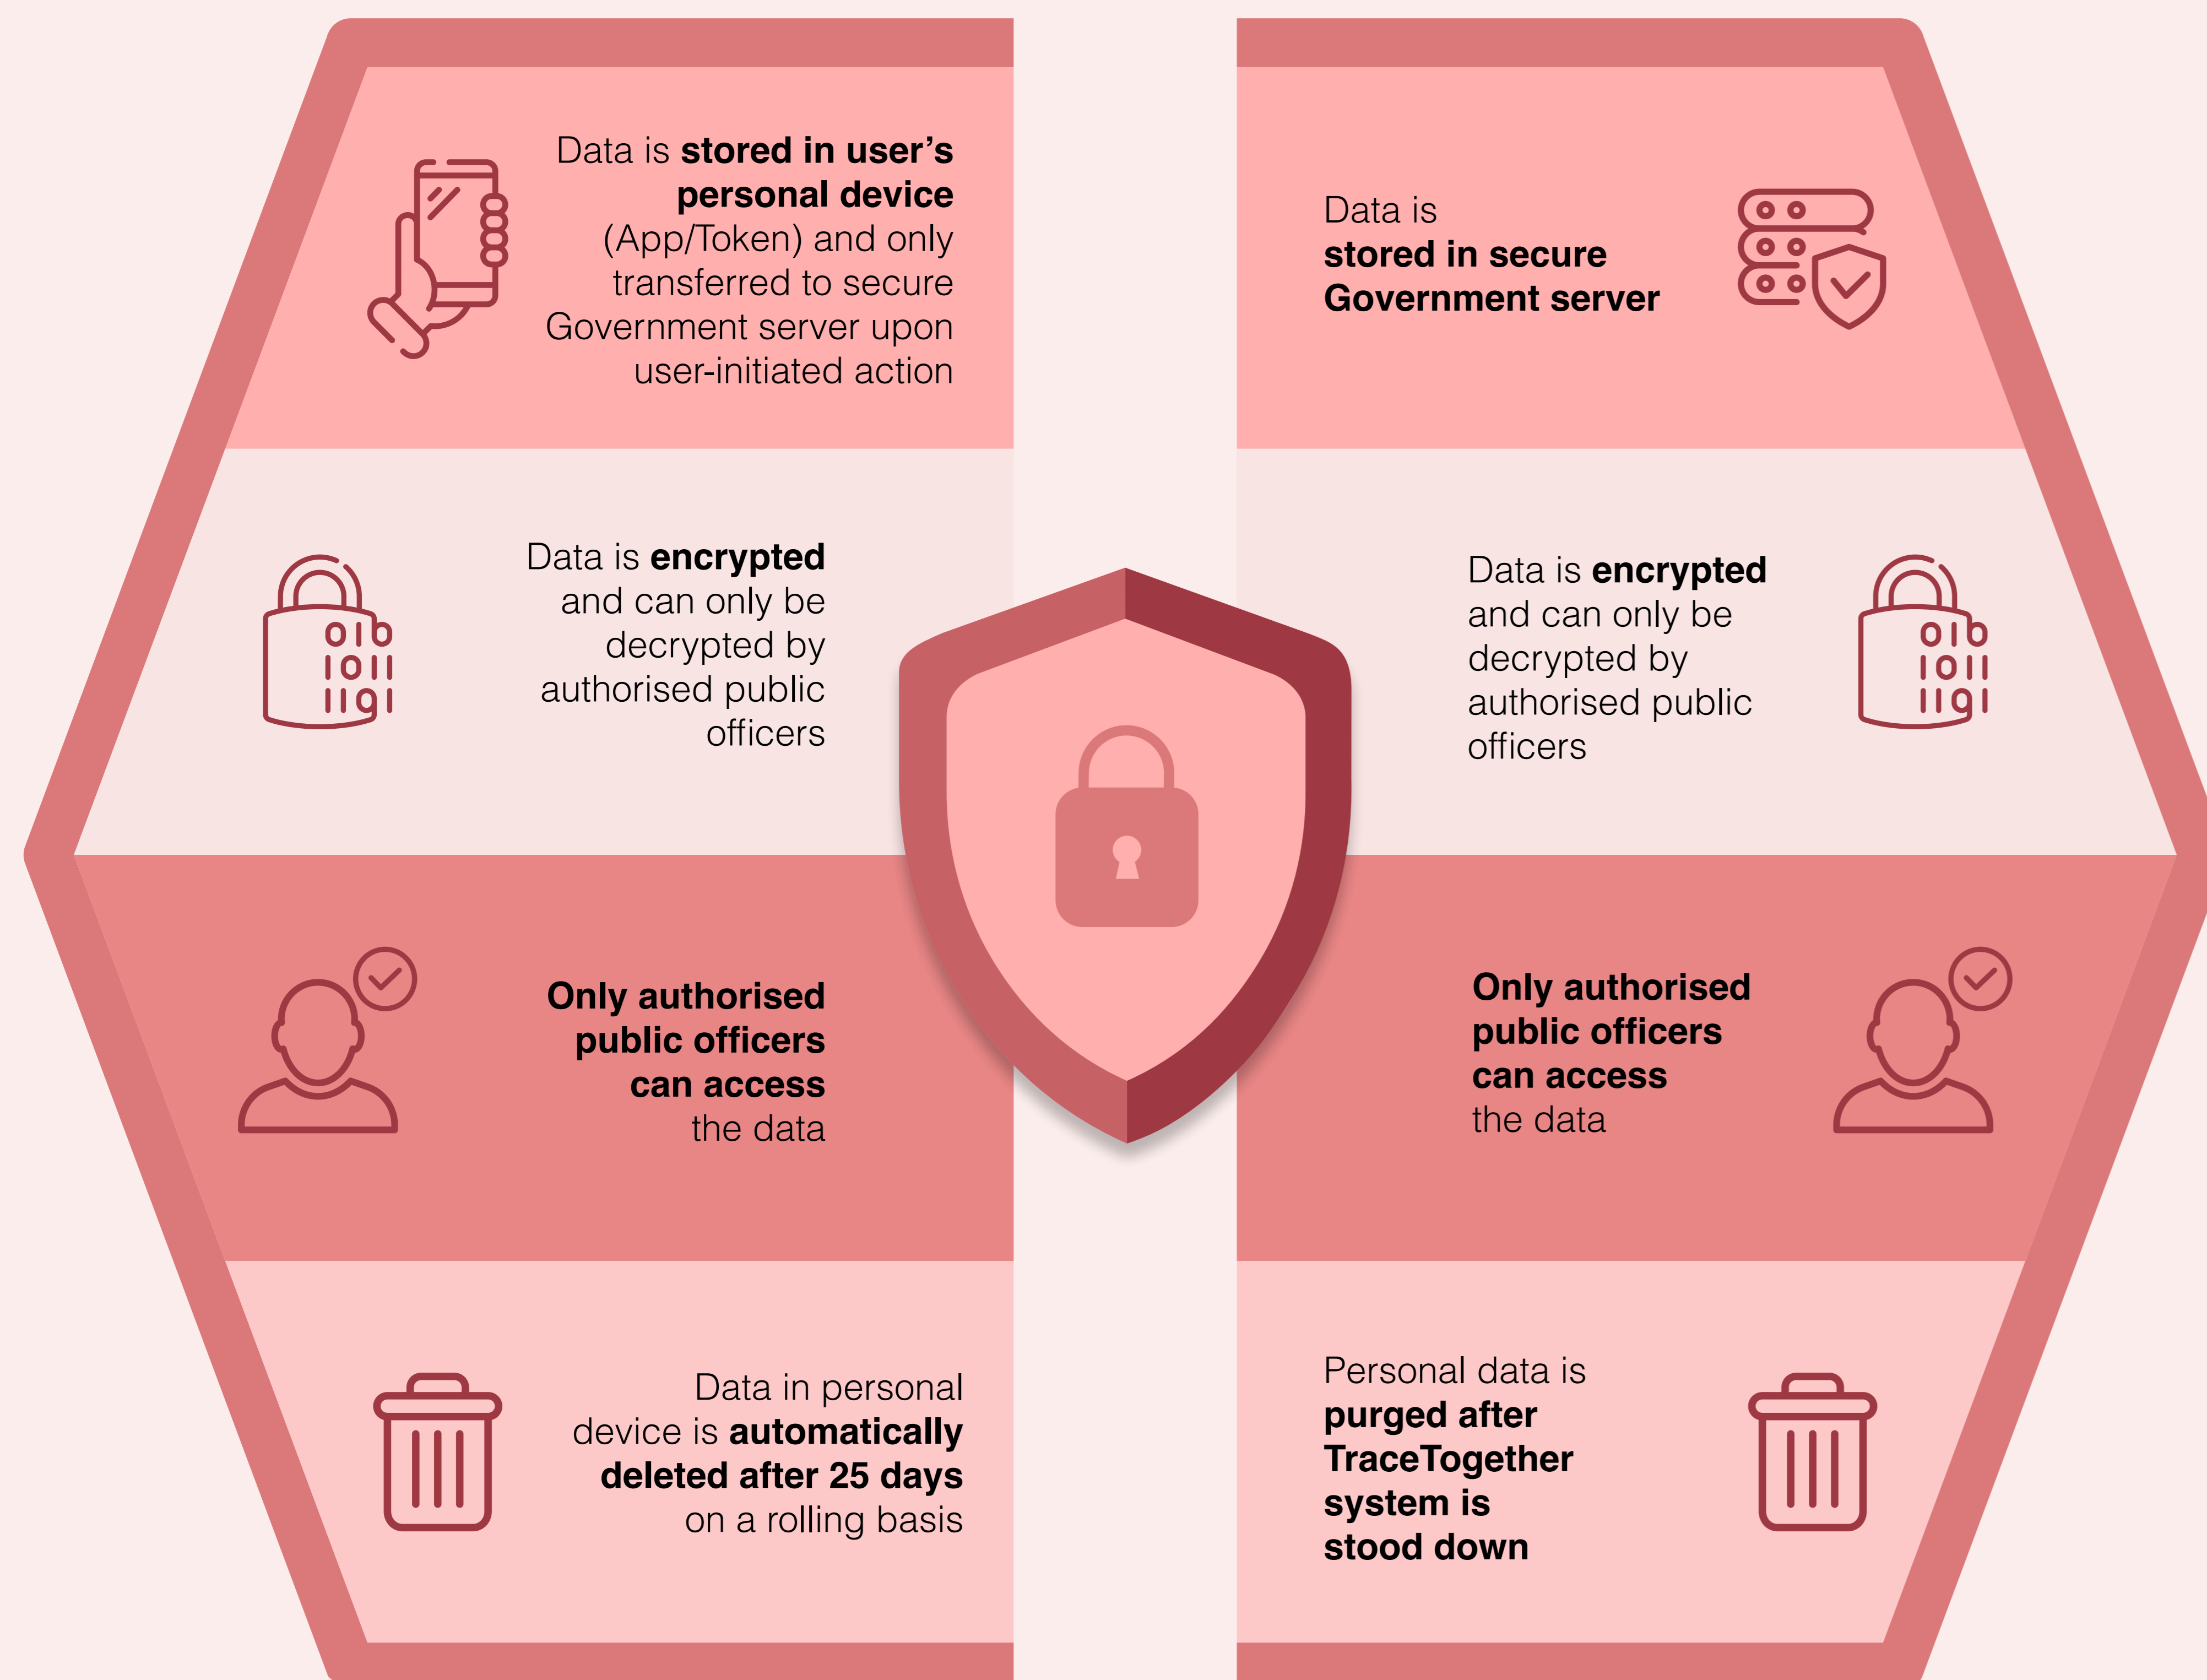 Data is stored in user’s
personal device
(App/Token) and only
transferred to secure
Government server upon
user-initiated action
Data is encrypted
and can only be
decrypted by
authorised public
officers
Only authorised
public officers
can access
the data
Data in personal
device is automatically
deleted after 25 days
on a rolling basis
Data is
stored in secure
Government server
Data is encrypted
and can only be
decrypted by
authorised public
officers
Only authorised
public officers
can access
the data
Personal data is
purged after
TraceTogether
system is
stood down